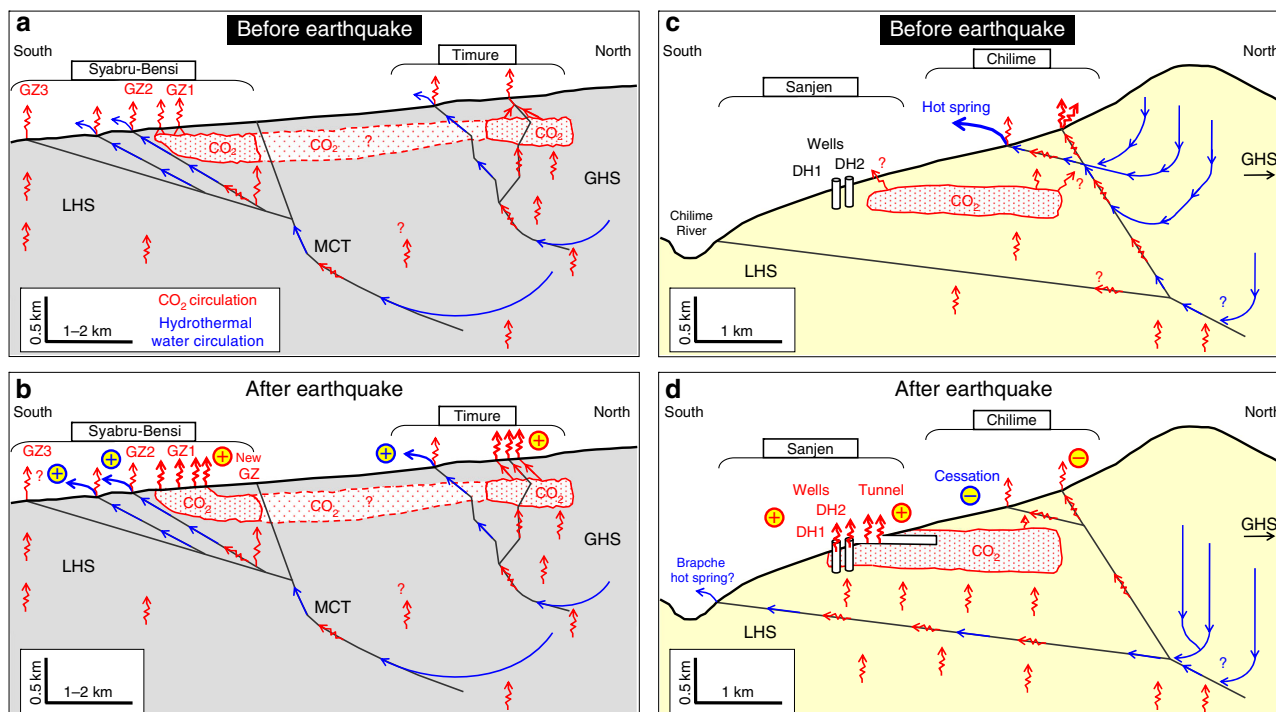 a
Before earthquake
South
North
Syabru-Bensi
Timure
GZ3
GZ2
GZ1
CO2
CO2
?
CO2
LHS
GHS
MCT
?
0.5 km
1–2 km
CO2 circulation
Hydrothermal
water circulation
b
After earthquake
South
North
Syabru-Bensi
Timure
GZ3
?
+
+
GZ2
GZ1
+
New
GZ
+
+
CO2
CO2
?
CO2
LHS
GHS
MCT
?
0.5 km
1–2 km
c
Before earthquake
South
North
Chilime
Sanjen
Hot spring
Wells
DH1
DH2
?
?
CO2
GHS
Chilime
River
LHS
?
?
0.5 km
1 km
d
After earthquake
South
North
Chilime
Sanjen
Cessation
−
−
Wells
Tunnel
DH2
DH1
+
+
CO2
GHS
Brapche
hot spring?
LHS
?
0.5 km
1 km